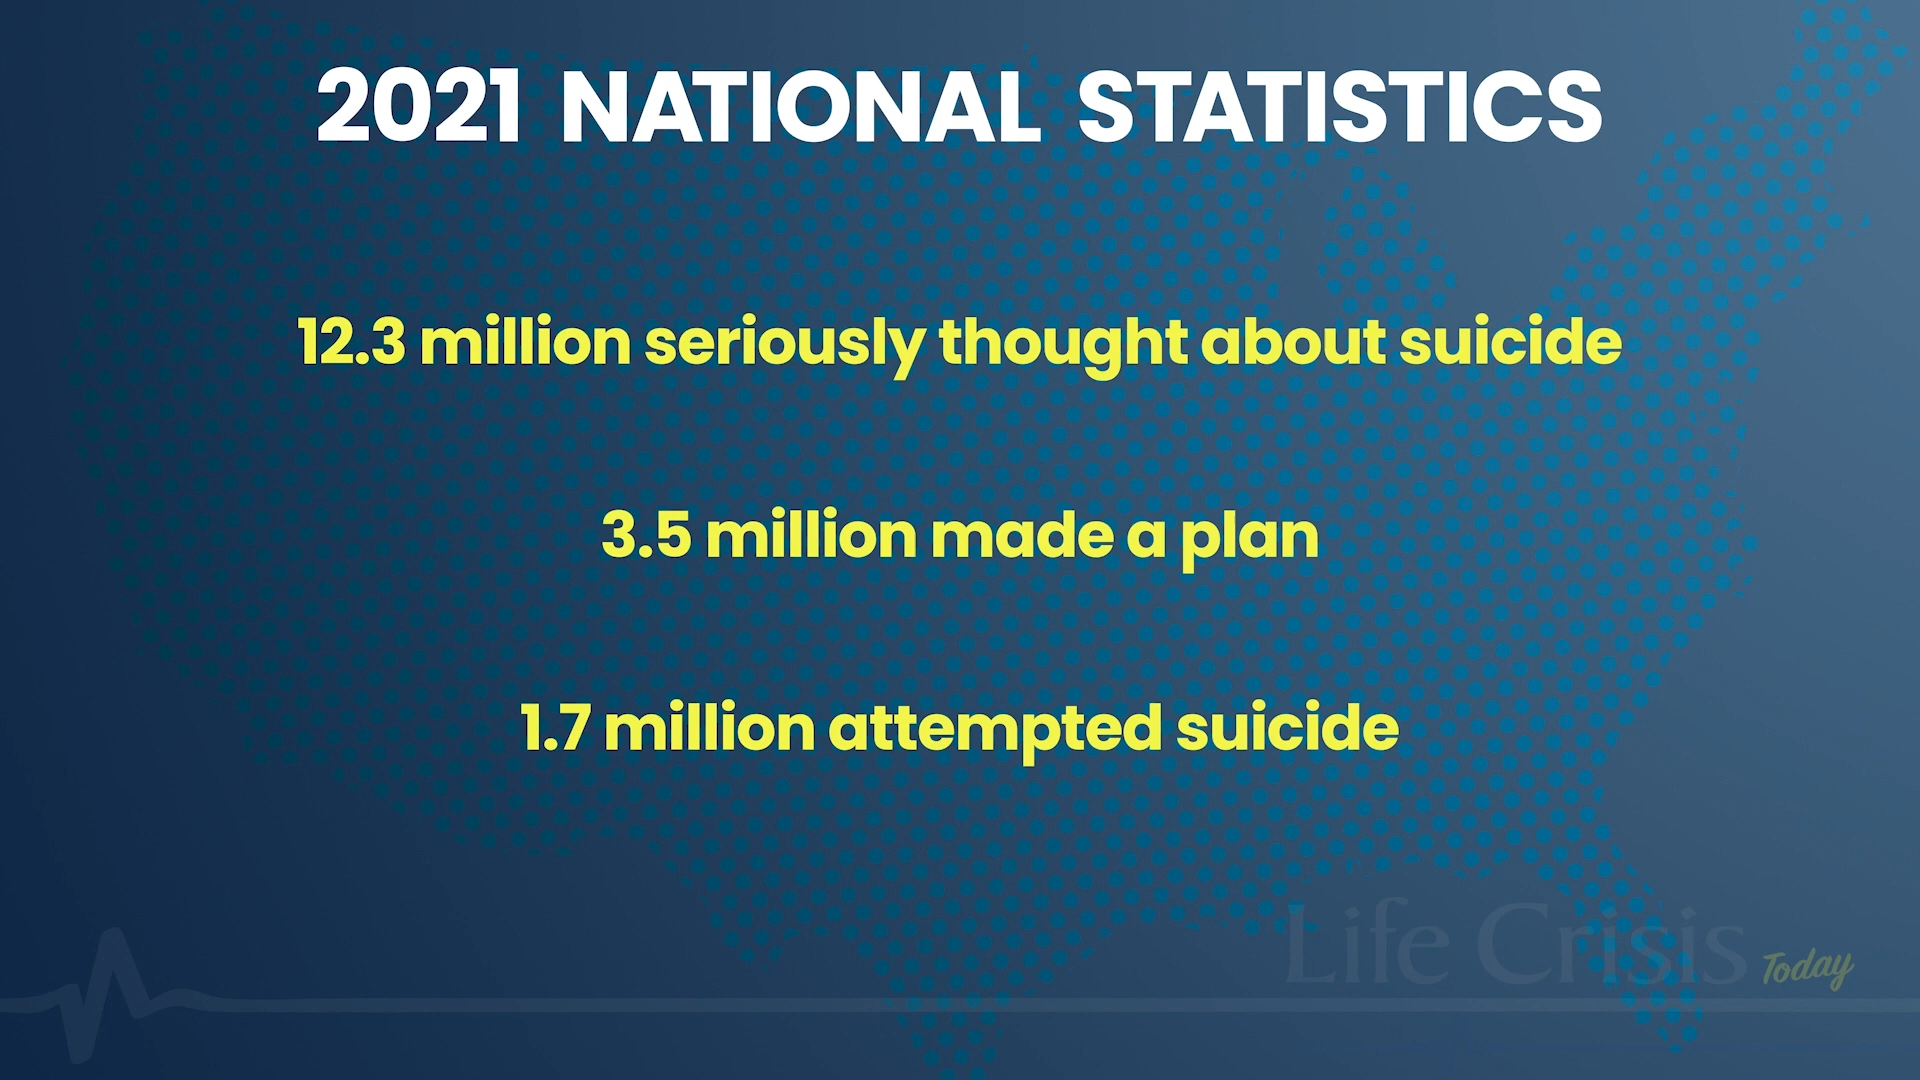 2021 NATIONAL STATISTICS
12.3 million seriously thought about suicide
3.5 million made a plan
1.7 million attempted suicide
Life Crisis Today